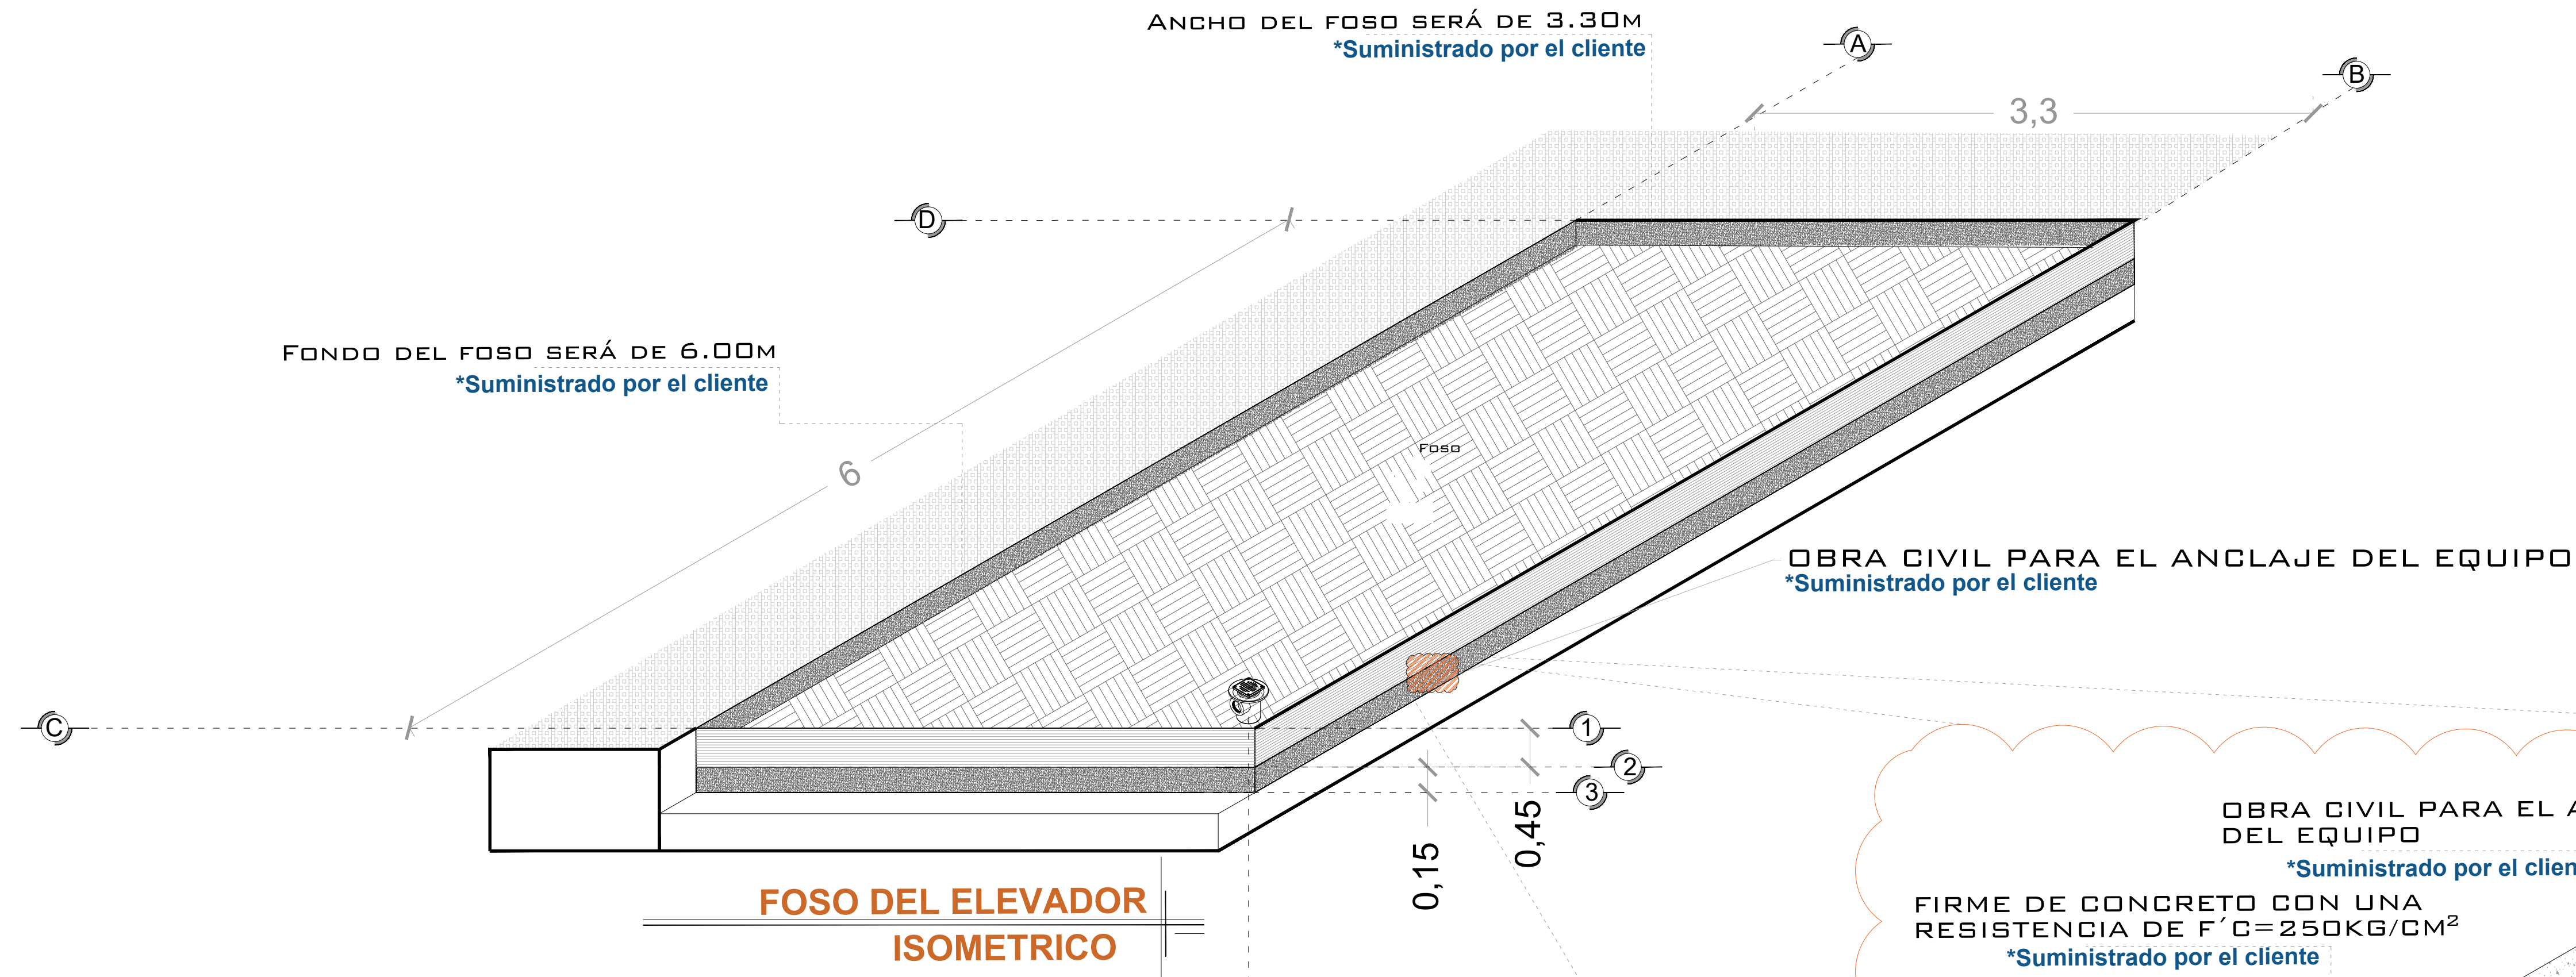 ANCHO DEL FOSO SERÁ DE 3.30M
*Suministrado por el cliente
A
B
3,3
D
FONDO DEL FOSO SERÁ DE 6.00M
*Suministrado por el cliente
6
FOSO
OBRA CIVIL PARA EL ANCLAJE DEL EQUIPO
*Suministrado por el cliente
C
1
2
3
0,15
0,45
FOSO DEL ELEVADOR
ISOMETRICO
OBRA CIVIL PARA EL
DEL EQUIPO
*Suministrado por el clien
FIRME DE CONCRETO CON UNA
RESISTENCIA DE F´C=250KG/CM²
*Suministrado por el cliente